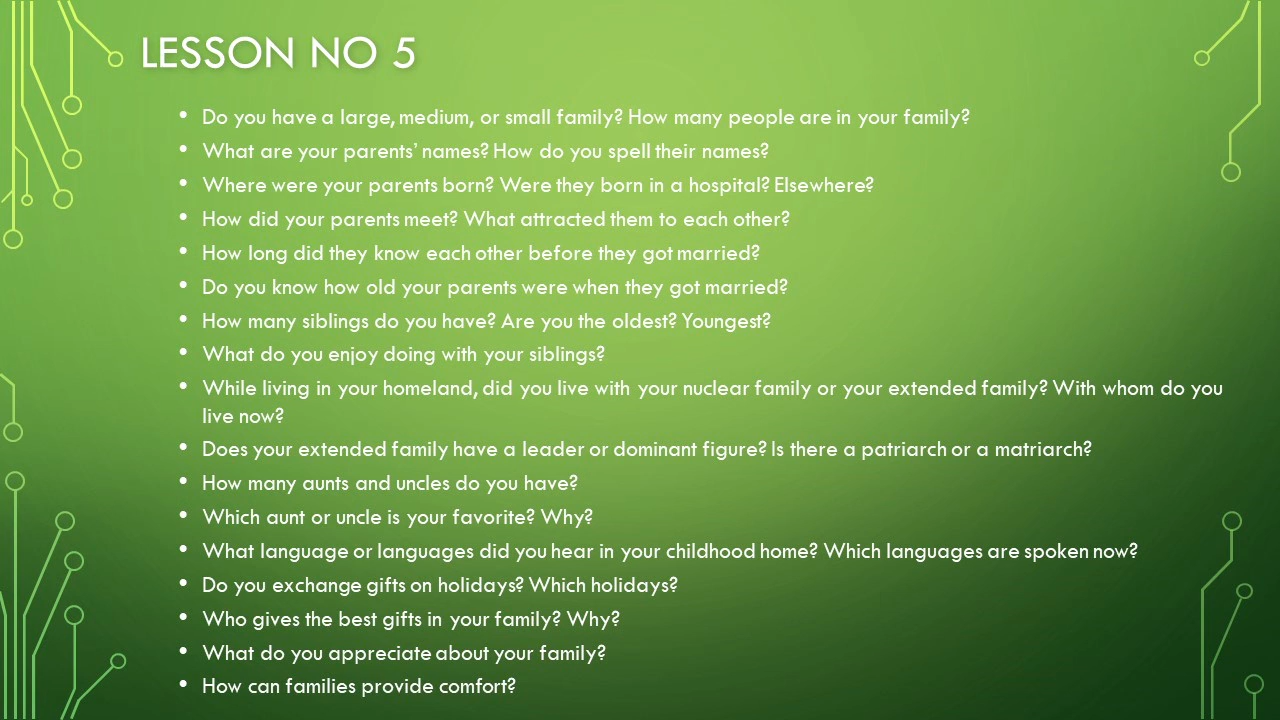 LESSON NO 5
• Do you have a large, medium, or small family? How many people are in your family?
• What are your parents’ names? How do you spell their names?
• Where were your parents born? Were they born in a hospital? Elsewhere?
• How did your parents meet? What attracted them to each other?
• How long did they know each other before they got married?
• Do you know how old your parents were when they got married?
• How many siblings do you have? Are you the oldest? Youngest?
• What do you enjoy doing with your siblings?
• While living in your homeland, did you live with your nuclear family or your extended family? With whom do you
live now?
• Does your extended family have a leader or dominant figure? Is there a patriarch or a matriarch?
• How many aunts and uncles do you have?
• Which aunt or uncle is your favorite? Why?
• What language or languages did you hear in your childhood home? Which languages are spoken now?
• Do you exchange gifts on holidays? Which holidays?
• Who gives the best gifts in your family? Why?
• What do you appreciate about your family?
• How can families provide comfort?